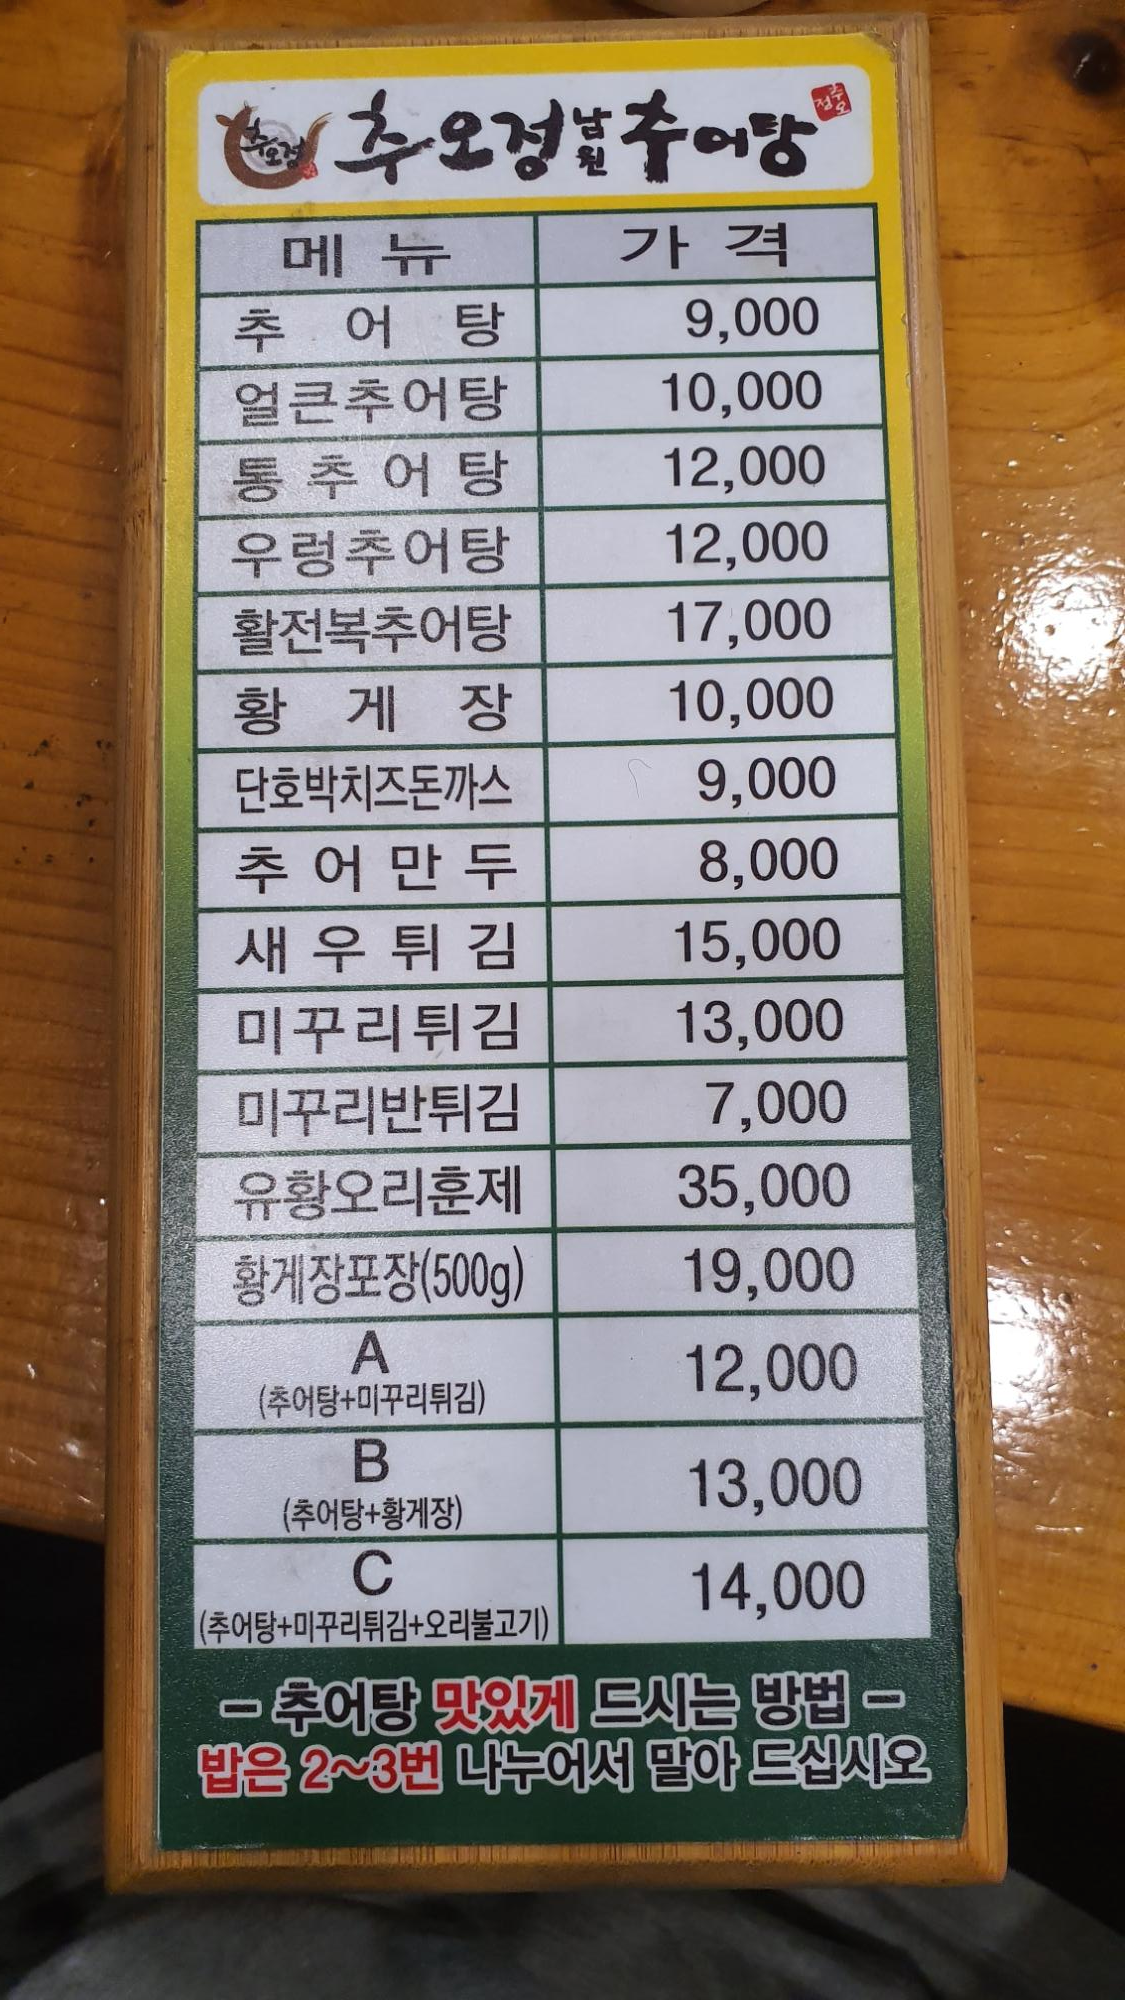 추오정
추오정 남원 추어탕
추오정
메뉴 가격
추어탕 9,000
얼큰추어탕 10,000
통추어탕 12,000
우렁추어탕 12,000
활전복추어탕 17,000
황게장 10,000
단호박치즈돈까스 9,000
추어만두 8,000
새우튀김 15,000
미꾸리튀김 13,000
미꾸리반튀김 7,000
유황오리훈제 35,000
황게장포장(500g) 19,000
A 12,000
(추어탕+미꾸리튀김)
B 13,000
(추어탕+황게장)
C 14,000
(추어탕+미꾸리튀김+오리불고기)
- 추어탕 맛있게 드시는 방법 -
밥은 2~3번 나누어서 말아 드십시오